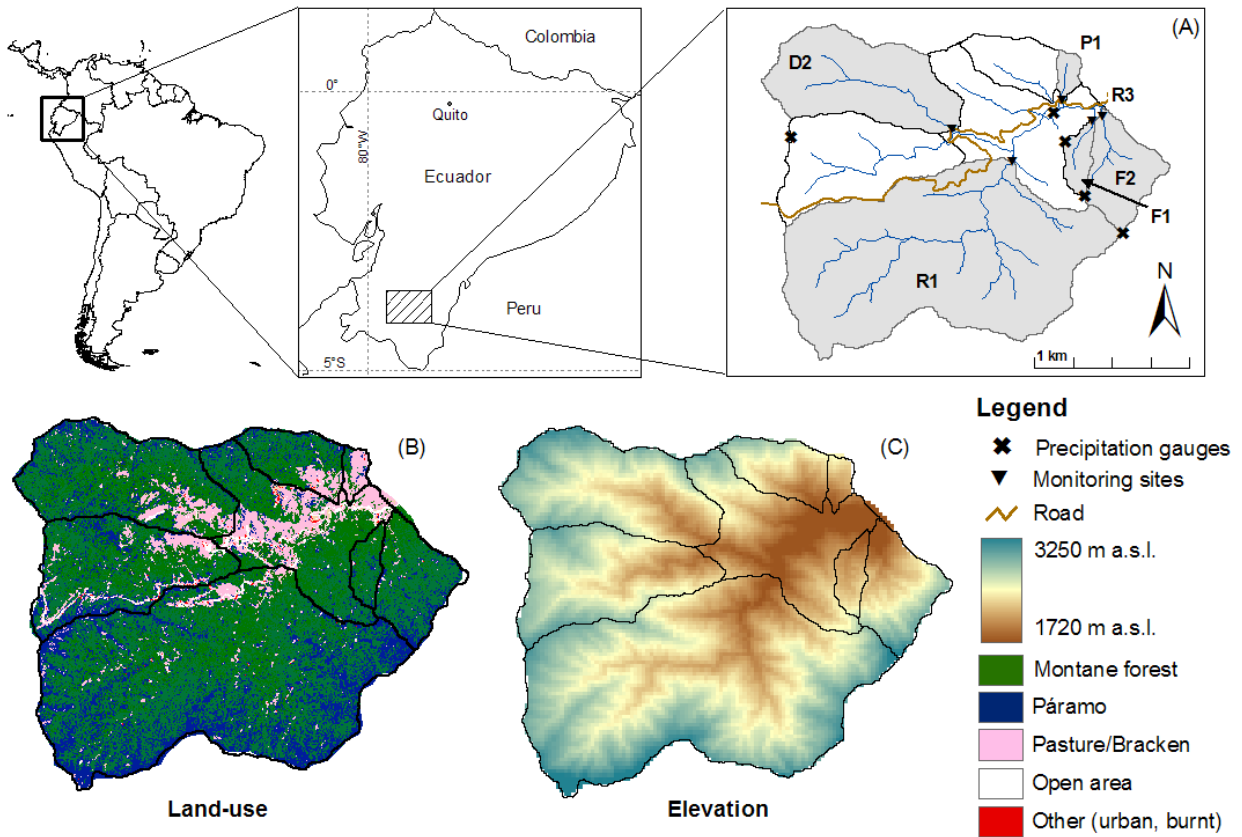 Colombia
0°
Quito
80°W
Ecuador
Peru
5°S
(A)
P1
D2
R3
F2
F1
R1
N
1 km
(B)
Land-use
(C)
Elevation
Legend
Precipitation gauges
Monitoring sites
Road
3250 m a.s.l.
1720 m a.s.l.
Montane forest
Páramo
Pasture/Bracken
Open area
Other (urban, burnt)